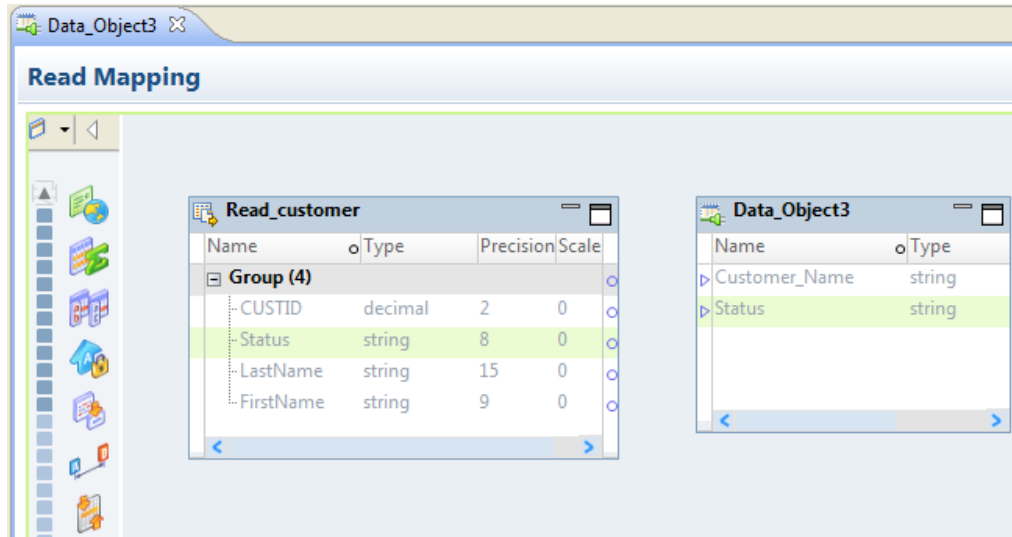 Data_Object3
Read Mapping
Read_customer
Name Type Precision Scale
Group (4)
CUSTID decimal 2 0
Status string 8 0
LastName string 15 0
FirstName string 9 0
Data_Object3
Name Type
Customer_Name string
Status string